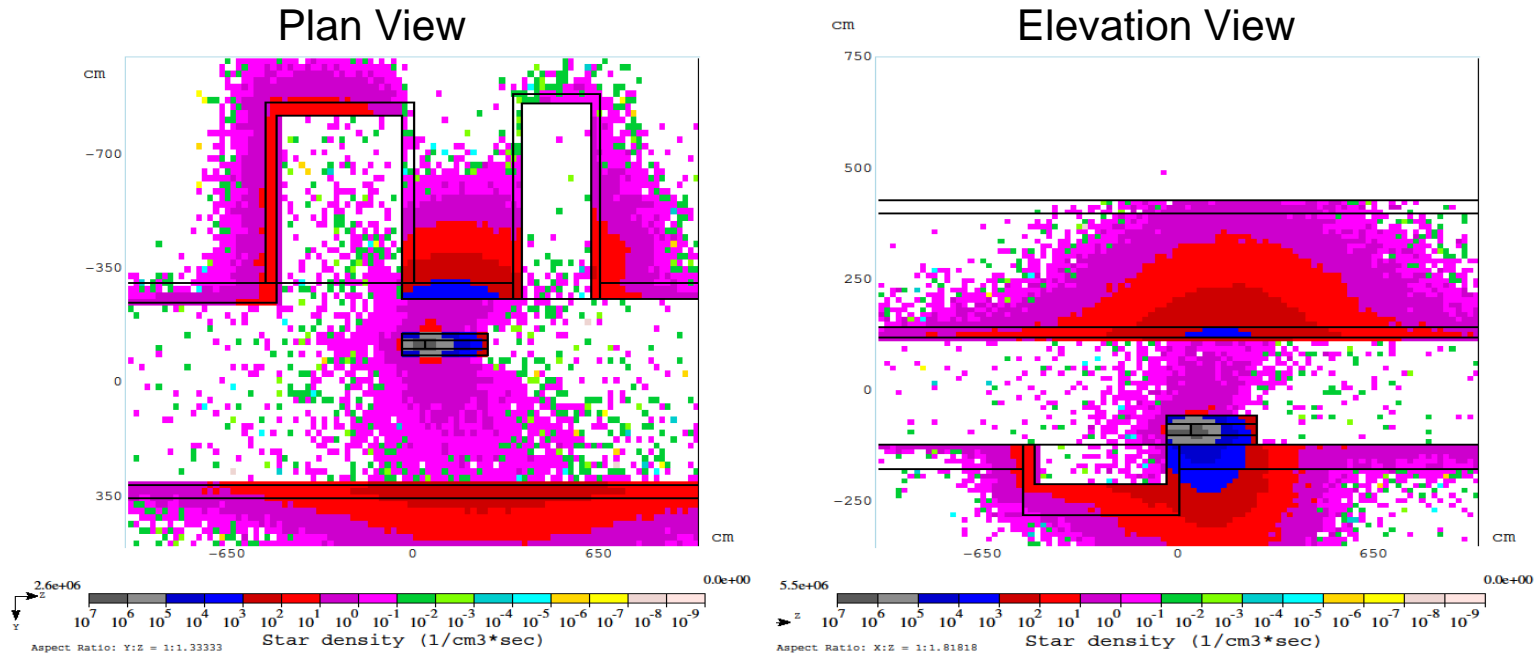 Plan View
Elevation View
cm
-700
-350
0
350
-650 0 650
cm
2.6e+06 0.0e+00
10^7 10^6 10^5 10^4 10^3 10^2 10^1 10^0 10^-1 10^-2 10^-3 10^-4 10^-5 10^-6 10^-7 10^-8 10^-9
Z
Y
Star density (1/cm3*sec)
Aspect Ratio: Y:Z = 1:1.33333
cm
750
500
250
0
-250
-650 0 650
cm
5.5e+06 0.0e+00
10^7 10^6 10^5 10^4 10^3 10^2 10^1 10^0 10^-1 10^-2 10^-3 10^-4 10^-5 10^-6 10^-7 10^-8 10^-9
Z
Star density (1/cm3*sec)
Aspect Ratio: X:Z = 1:1.81818